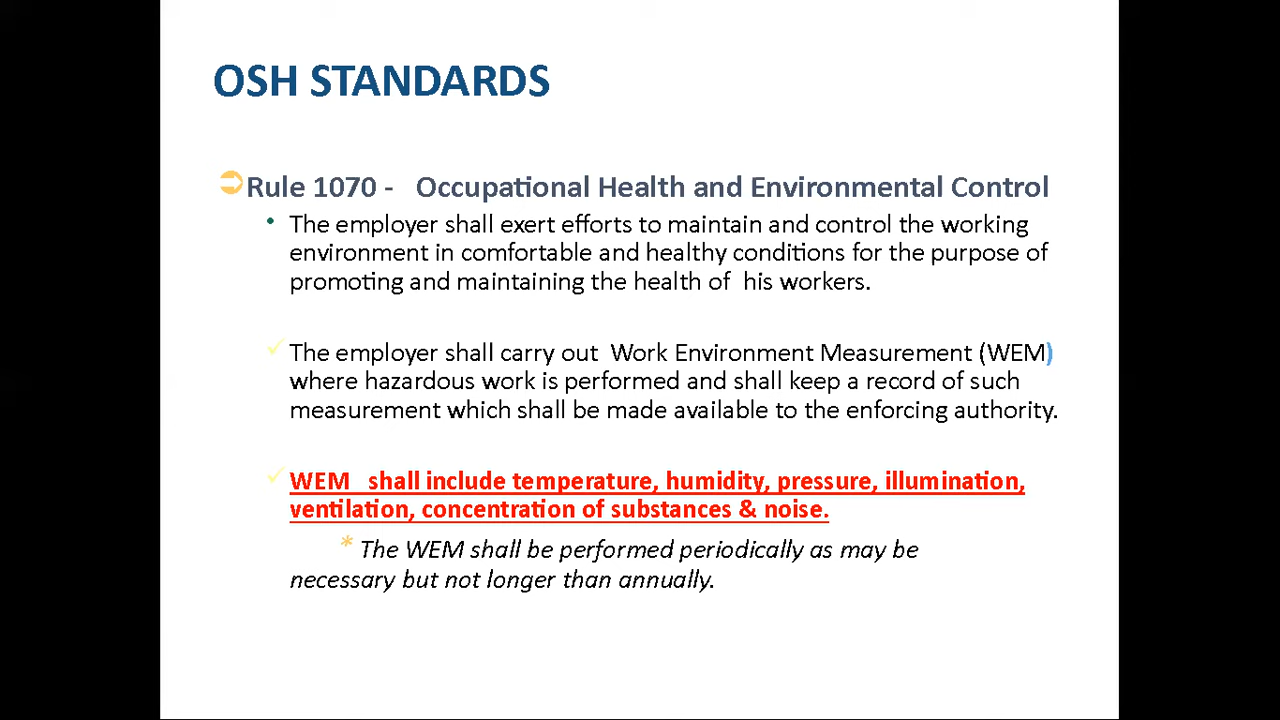 OSH STANDARDS
Rule 1070 - Occupational Health and Environmental Control
• The employer shall exert efforts to maintain and control the working
environment in comfortable and healthy conditions for the purpose of
promoting and maintaining the health of his workers.
✓ The employer shall carry out Work Environment Measurement (WEM)
where hazardous work is performed and shall keep a record of such
measurement which shall be made available to the enforcing authority.
✓ WEM shall include temperature, humidity, pressure, illumination,
ventilation, concentration of substances & noise.
* The WEM shall be performed periodically as may be
necessary but not longer than annually.